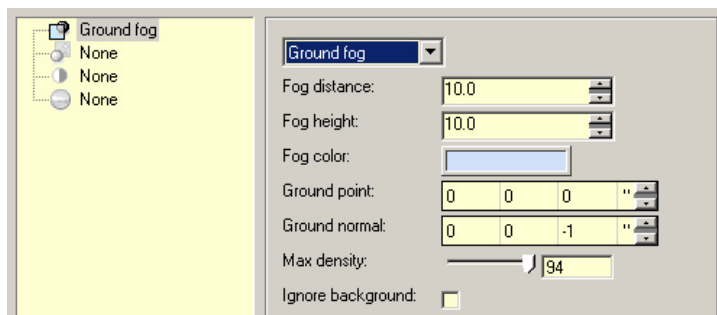 Ground fog
None
None
None
Ground fog
Fog distance: 10.0
Fog height: 10.0
Fog color:
Ground point: 0 0 0 "
Ground normal: 0 0 -1 "
Max density: 94
Ignore background: